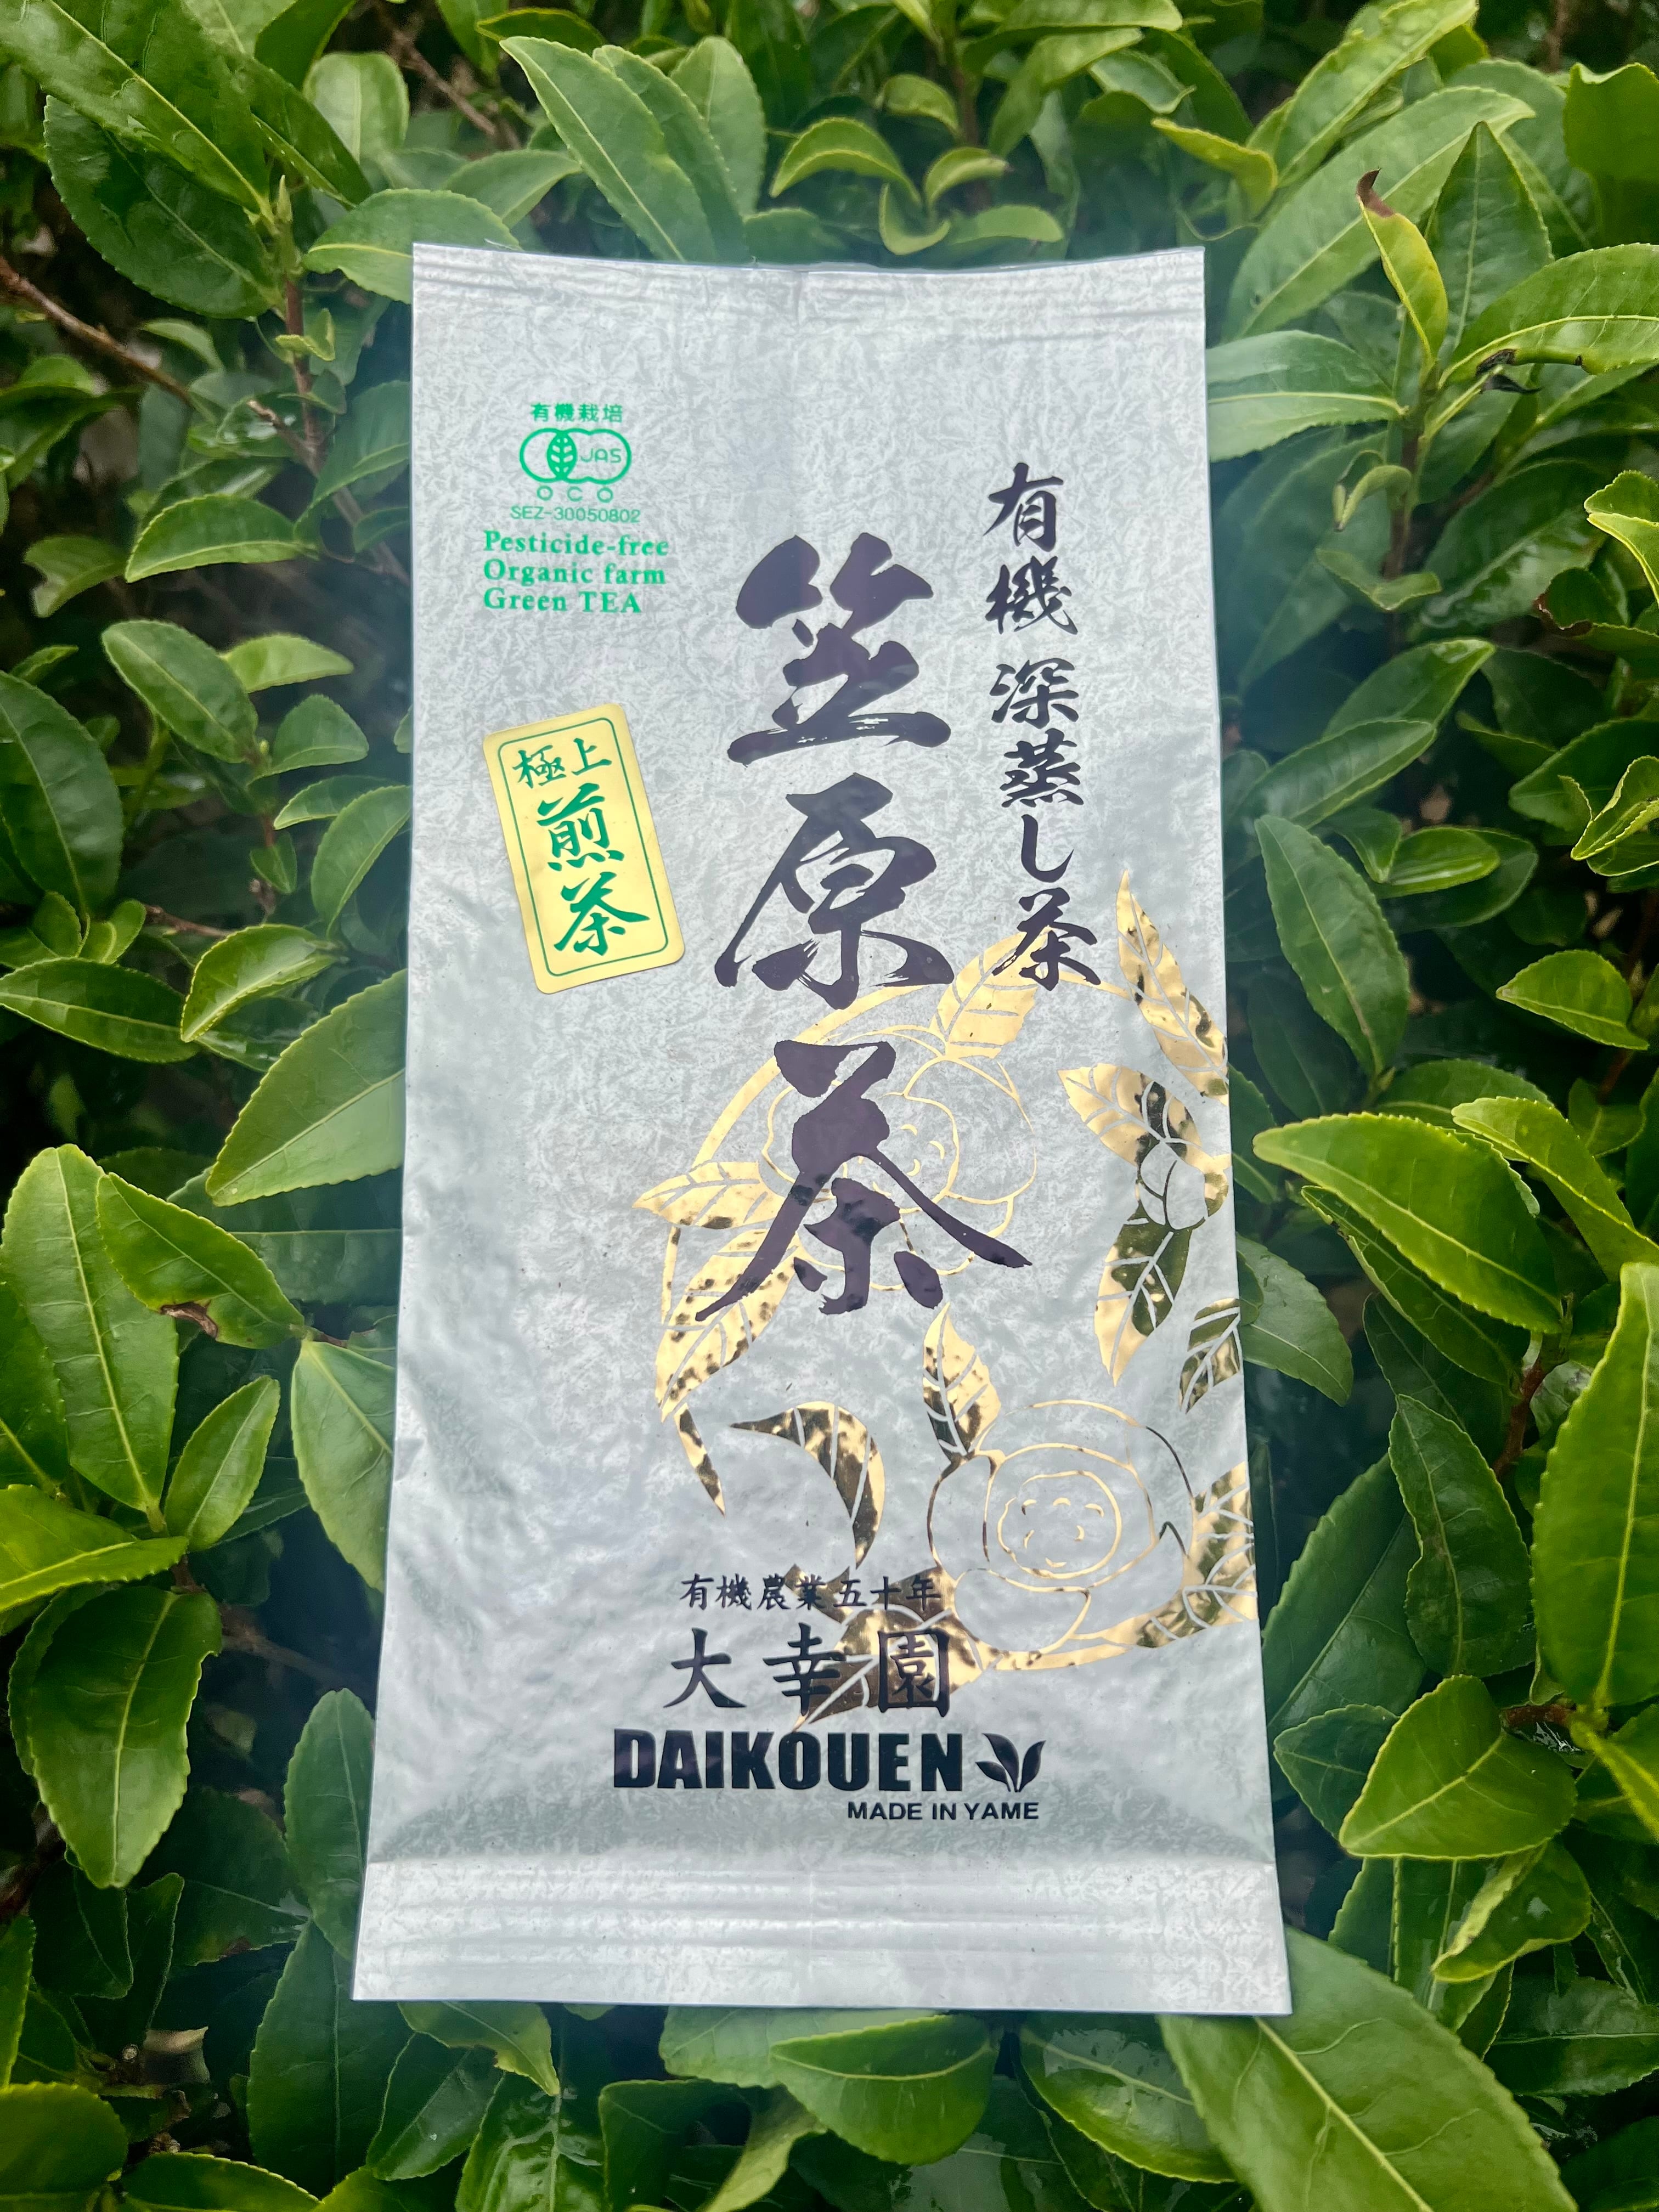 有機栽培
JAS
OCO
SEZ-30050802
Pesticide-free
Organic farm
Green TEA
有機 深蒸し茶
笠原茶
極上
煎茶
有機農業五十年
大幸園
DAIKOUEN
MADE IN YAME